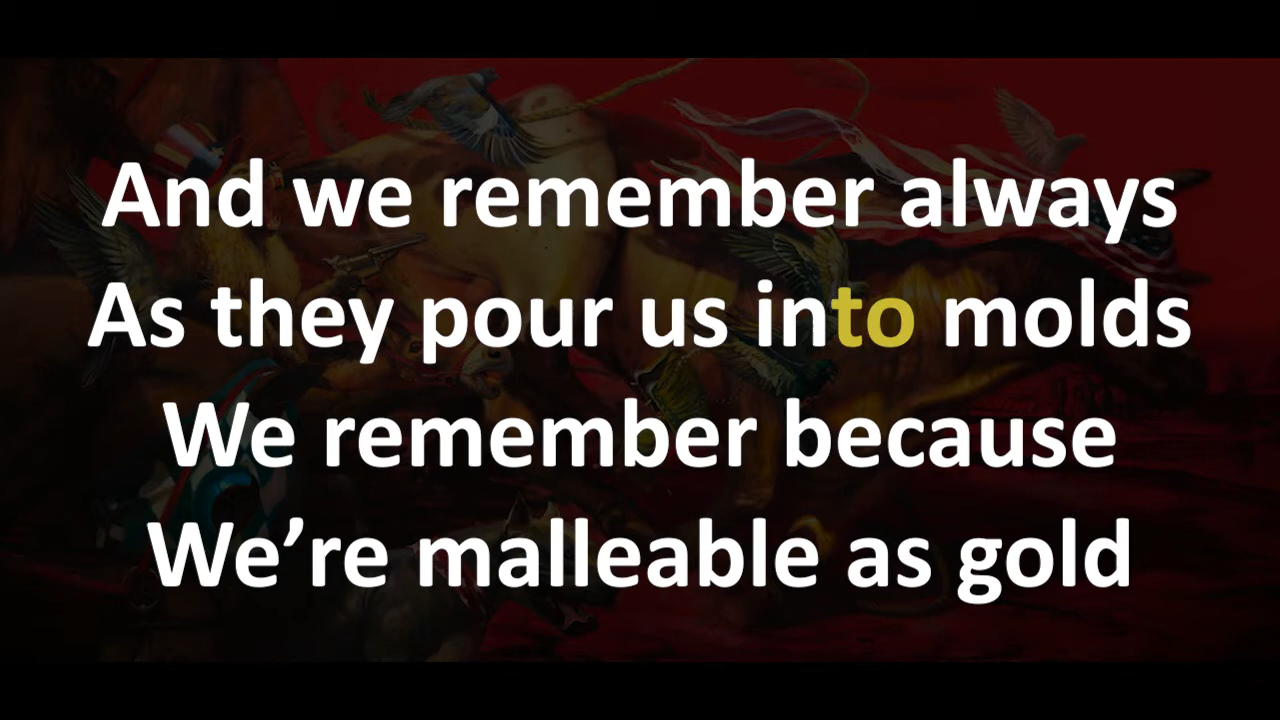 And we remember always
As they pour us into molds
We remember because
We’re malleable as gold